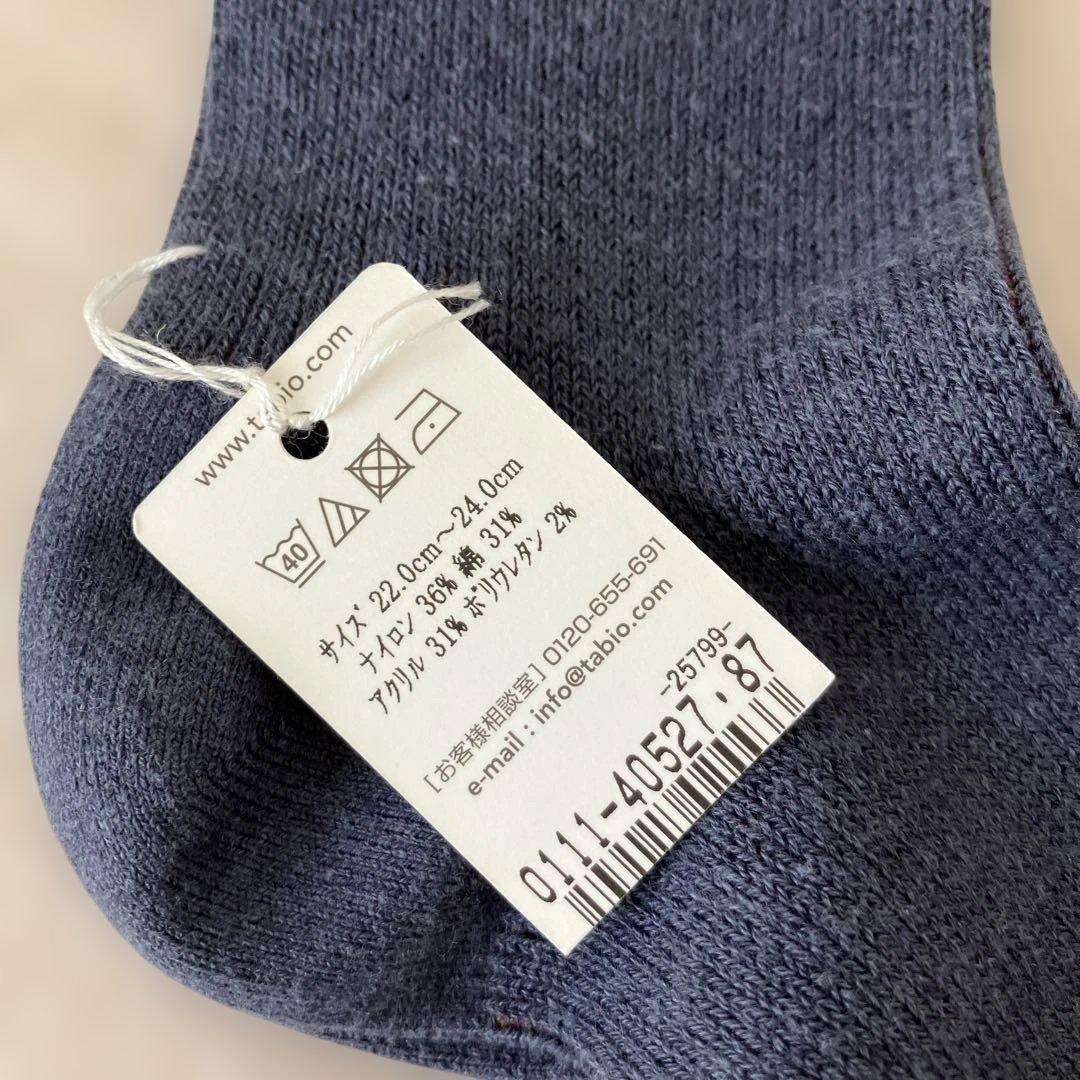 www.tabio.com
40
サイズ 22.0cm～24.0cm
ナイロン 36% 綿 31%
アクリル 31% ポリウレタン 2%
[お客様相談室] 0120-655-691
e-mail : info@tabio.com
-25799-
0111-40527.87